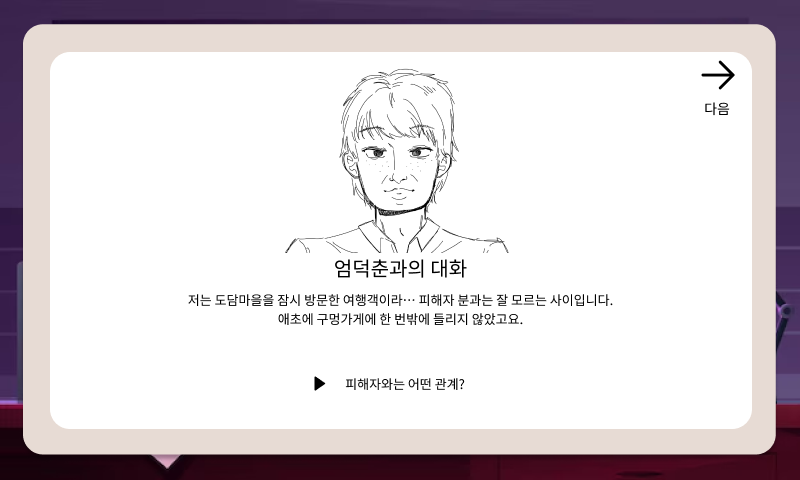 다음
엄덕춘과의 대화
저는 도담마을을 잠시 방문한 여행객이라… 피해자 분과는 잘 모르는 사이입니다.
애초에 구멍가게에 한 번밖에 들리지 않았고요.
피해자와는 어떤 관계?